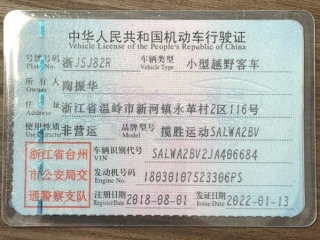 中华人民共和国机动车行驶证
Vehicle License of the People's Republic of China
号牌号码 浙J5J82R 车辆类型 小型越野客车
Plate No. Vehicle Type
所有人 陶振华
Owner
住址 浙江省温岭市新河镇永革村2区116号
Address
使用性质 非营运 品牌型号 揽胜运动SALWA2BV
Use Character Model
浙江省台州
市公安局交
通警察支队
车辆识别代号 SALWA2BV2JA406684
VIN
发动机号码 18030107523306PS
Engine No.
注册日期 2018-08-01 发证日期 2022-01-13
Register Date Issue Date